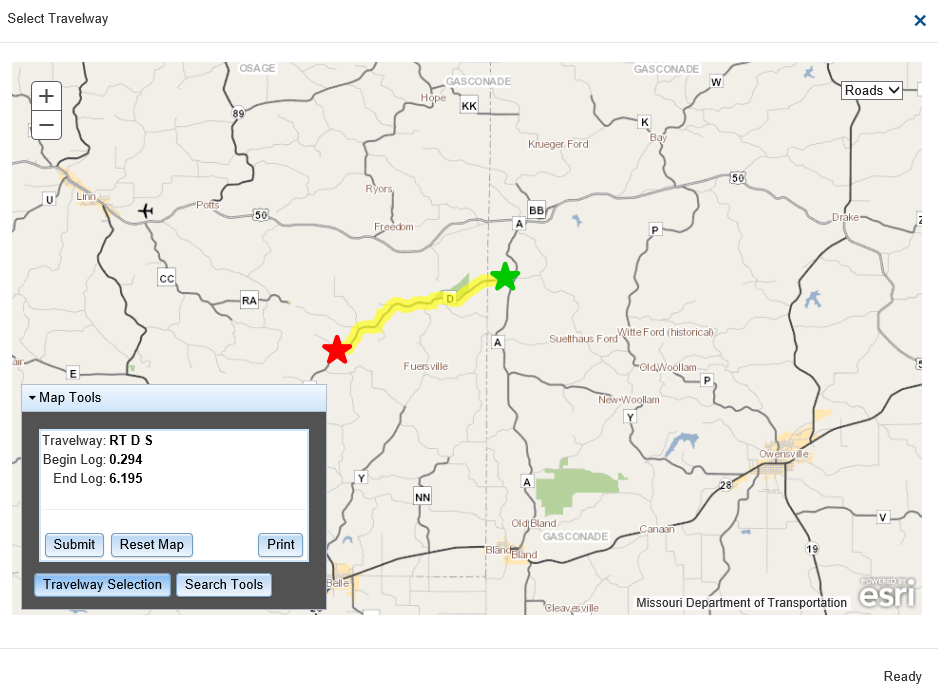 Select Travelway
OSAGE
GASCONADE
GASCONADE
W
Roads
+
−
Hope
KK
89
K
Bay
Krueger Ford
50
Ryors
U
Linn
Potts
50
BB
A
Freedom
P
Drake
CC
D
RA
A
Witte Ford (historical)
Suelthaus Ford
Fuersville
Old Woollam
E
P
New Woollam
Y
Map Tools
Travelway: RT D S
Begin Log: 0.294
End Log: 6.195
Submit
Reset Map
Print
Travelway Selection
Search Tools
Owensville
Y
A
28
NN
V
Old Bland
Canaan
GASCONADE
Bland
Bland
19
Belle
Cleavesville
Missouri Department of Transportation
POWERED BY
esri
Ready